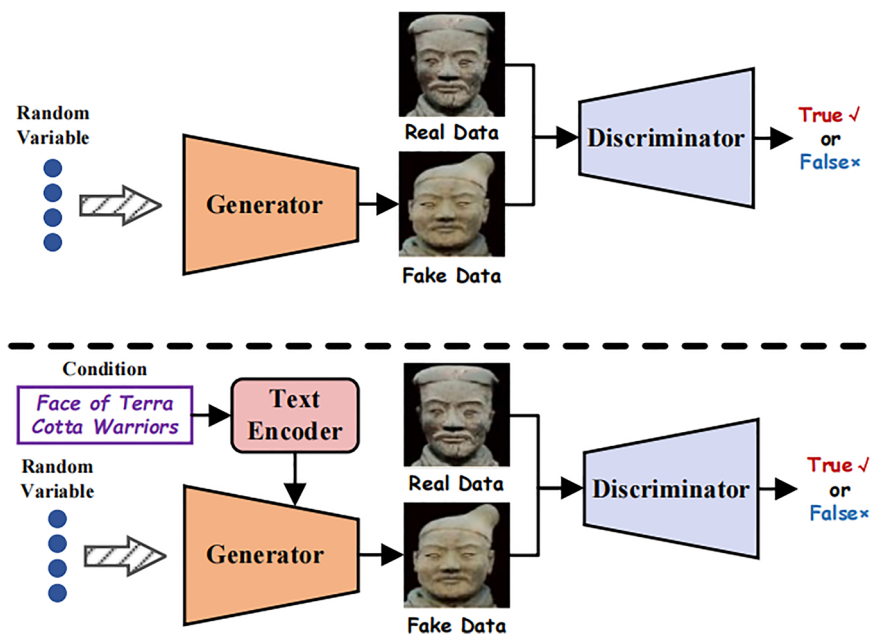 Random
Variable
Generator
Real Data
Fake Data
Discriminator
True √
or
False×
Condition
Face of Terra
Cotta Warriors
Text
Encoder
Random
Variable
Generator
Real Data
Fake Data
Discriminator
True √
or
False×